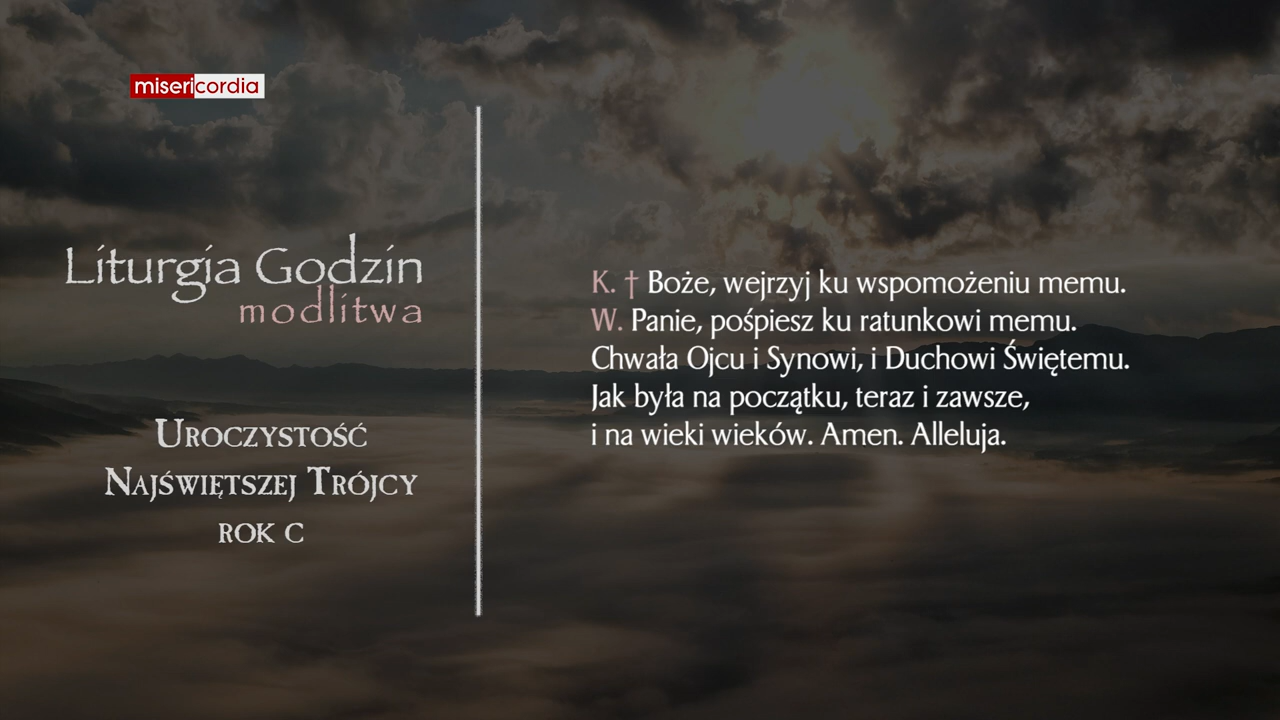 misericordia
Liturgia Godzin
modlitwa
Uroczystość
Najświętszej Trójcy
rok C
K. † Boże, wejrzyj ku wspomożeniu memu.
W. Panie, pośpiesz ku ratunkowi memu.
Chwała Ojcu i Synowi, i Duchowi Świętemu.
Jak była na początku, teraz i zawsze,
i na wieki wieków. Amen. Alleluja.